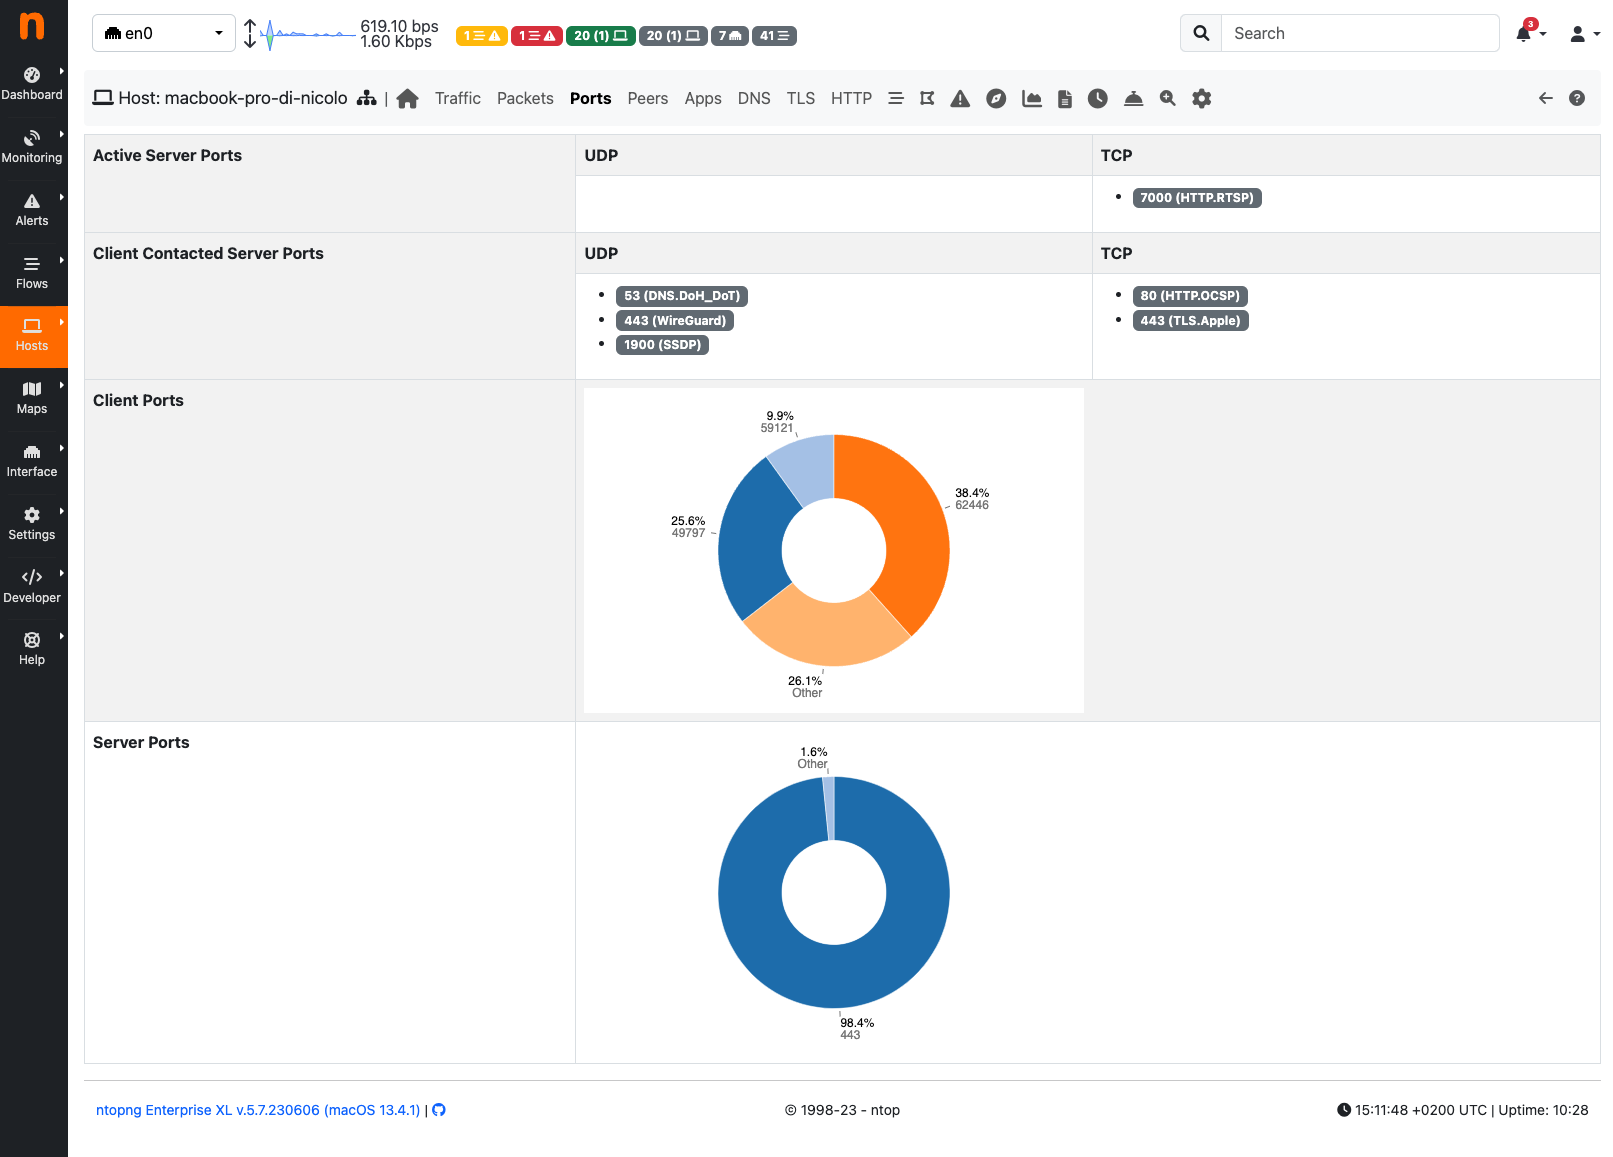 n
en0
619.10 bps
1.60 Kbps
1
1
20 (1)
20 (1)
7
41
Search
3
Dashboard
Monitoring
Alerts
Flows
Hosts
Maps
Interface
Settings
Developer
Help
Host: macbook-pro-di-nicolo | Traffic Packets Ports Peers Apps DNS TLS HTTP
Active Server Ports
UDP
TCP
7000 (HTTP.RTSP)
Client Contacted Server Ports
UDP
TCP
53 (DNS.DoH_DoT)
443 (WireGuard)
1900 (SSDP)
80 (HTTP.OCSP)
443 (TLS.Apple)
Client Ports
9.9%
59121
38.4%
62446
25.6%
49797
26.1%
Other
Server Ports
1.6%
Other
98.4%
443
ntopng Enterprise XL v.5.7.230606 (macOS 13.4.1) |
© 1998-23 - ntop
15:11:48 +0200 UTC | Uptime: 10:28